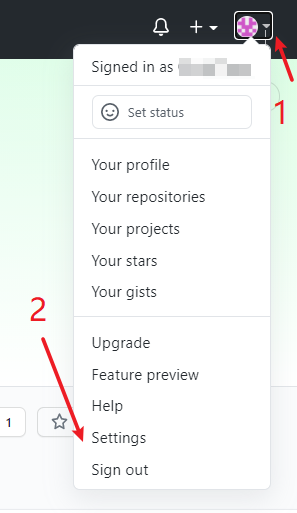 1
Signed in as
Set status
Your profile
Your repositories
Your projects
Your stars
Your gists
2
Upgrade
Feature preview
Help
1
Settings
Sign out